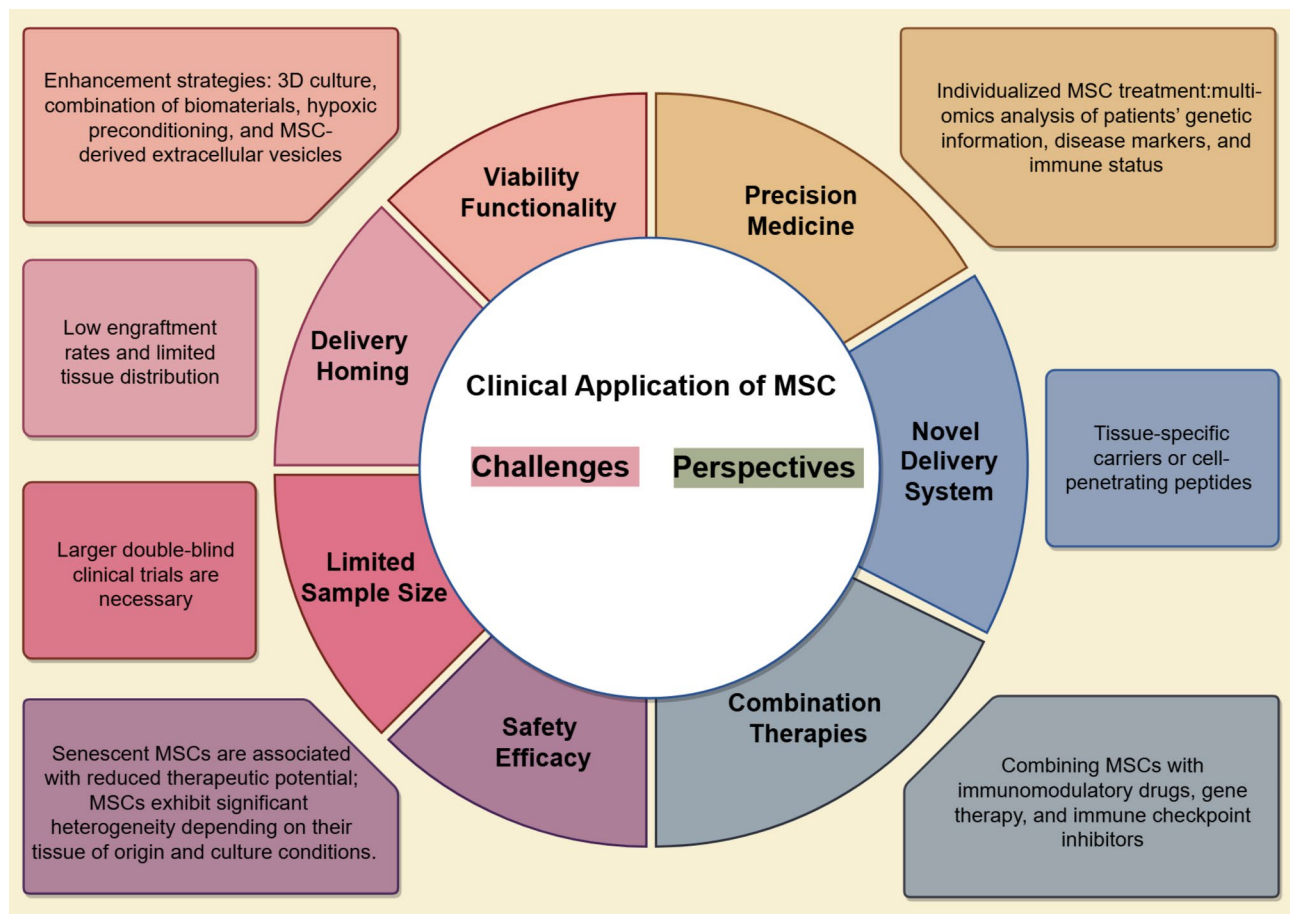 Enhancement strategies: 3D culture,
combination of biomaterials, hypoxic
preconditioning, and MSC-
derived extracellular vesicles
Individualized MSC treatment:multi-
omics analysis of patients’ genetic
information, disease markers, and
immune status
Viability
Functionality
Precision
Medicine
Low engraftment
rates and limited
tissue distribution
Delivery
Homing
Clinical Application of MSC
Challenges
Perspectives
Novel
Delivery
System
Tissue-specific
carriers or cell-
penetrating peptides
Larger double-blind
clinical trials are
necessary
Limited
Sample Size
Safety
Efficacy
Combination
Therapies
Senescent MSCs are associated
with reduced therapeutic potential;
MSCs exhibit significant
heterogeneity depending on their
tissue of origin and culture conditions.
Combining MSCs with
immunomodulatory drugs, gene
therapy, and immune checkpoint
inhibitors